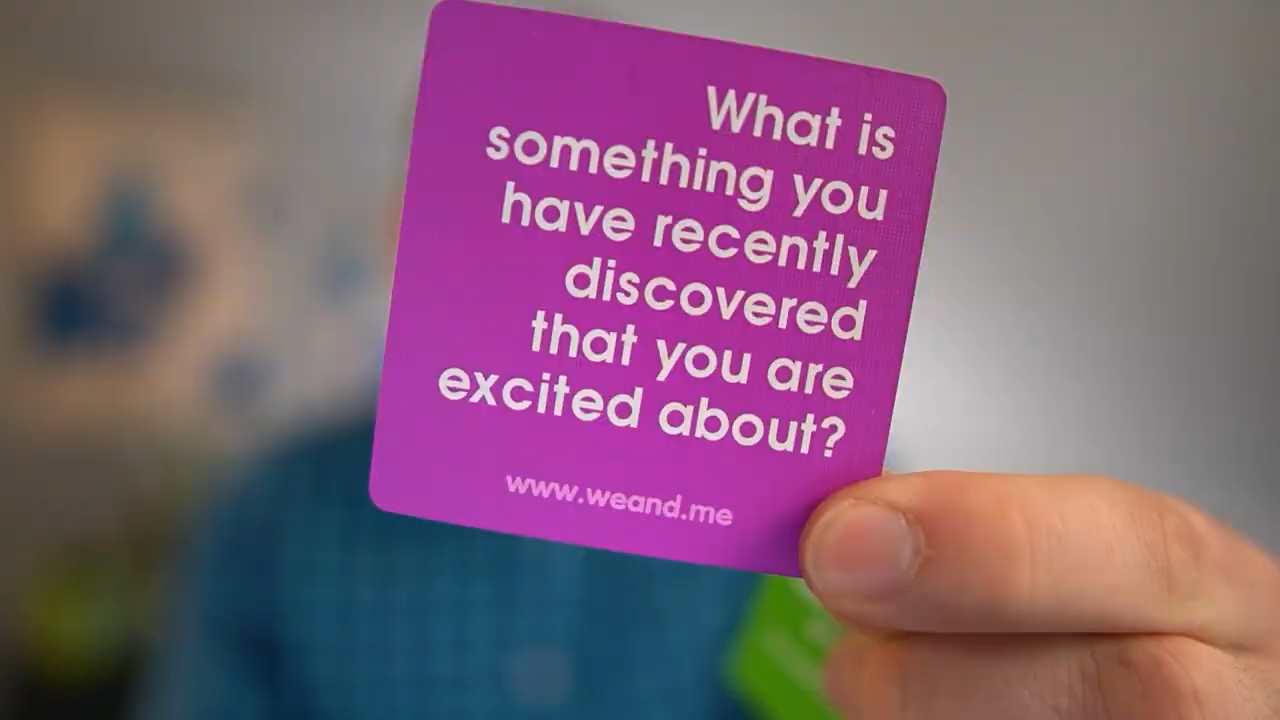 What is
something you
have recently
discovered
that you are
excited about?
www.weand.me